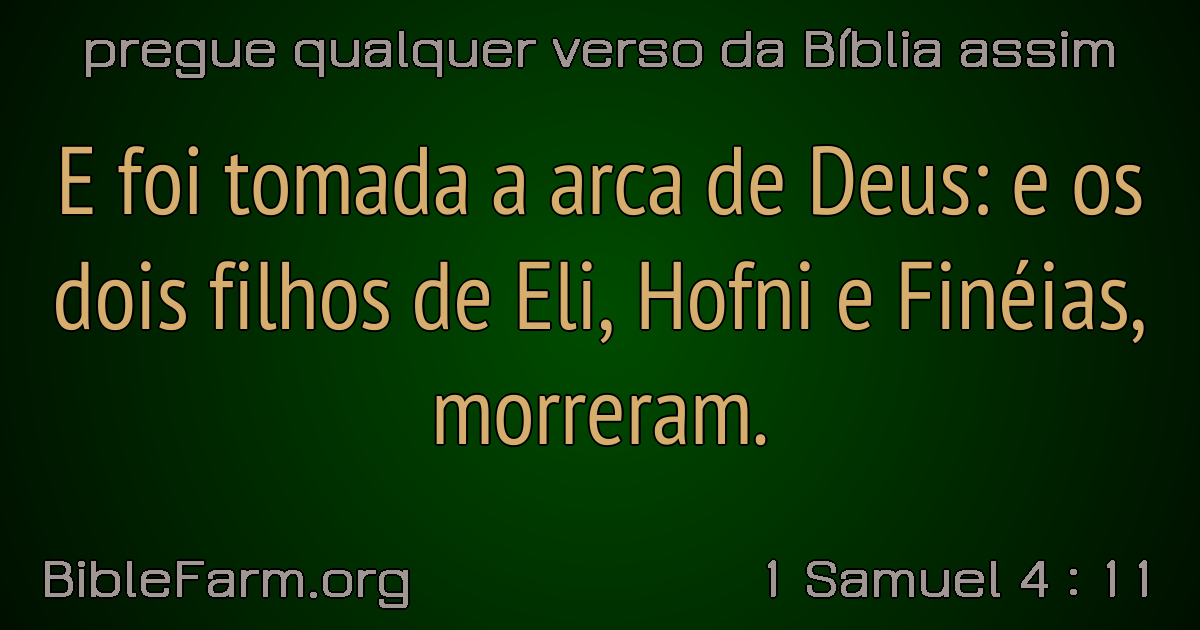 pregue qualquer verso da Bíblia assim
E foi tomada a arca de Deus: e os
dois filhos de Eli, Hofni e Finéias,
morreram.
BibleFarm.org
1 Samuel 4 : 11